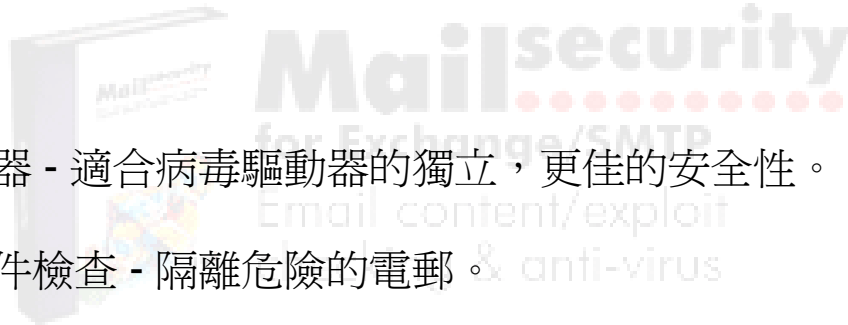 Mailsecurity
Mailsecurity
for Exchange/SMTP
器 - 適合病毒驅動器的獨立，更佳的安全性。
Email content/exploit
件檢查 - 隔離危險的電郵。
& anti-virus